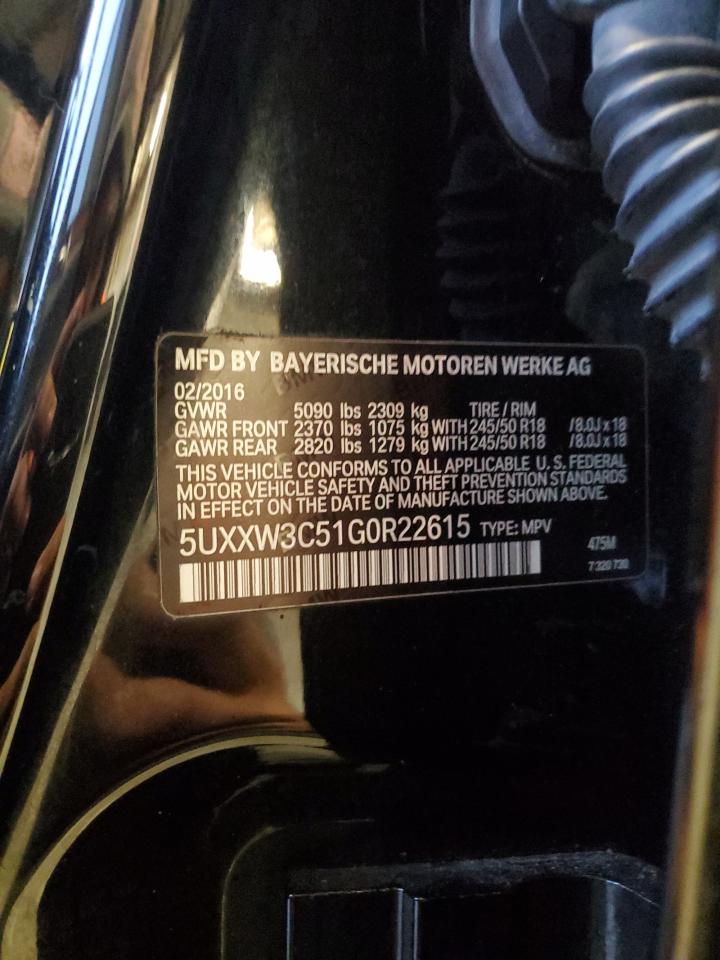 MFD BY BAYERISCHE MOTOREN WERKE AG
02/2016
GVWR 5090 lbs 2309 kg TIRE / RIM
GAWR FRONT 2370 lbs 1075 kg WITH 245/50 R18 /8.0J x 18
GAWR REAR 2820 lbs 1279 kg WITH 245/50 R18 /8.0J x 18
THIS VEHICLE CONFORMS TO ALL APPLICABLE U. S. FEDERAL
MOTOR VEHICLE SAFETY AND THEFT PREVENTION STANDARDS
IN EFFECT ON THE DATE OF MANUFACTURE SHOWN ABOVE.
5UXXW3C51G0R22615 TYPE: MPV
475M
7 320 730